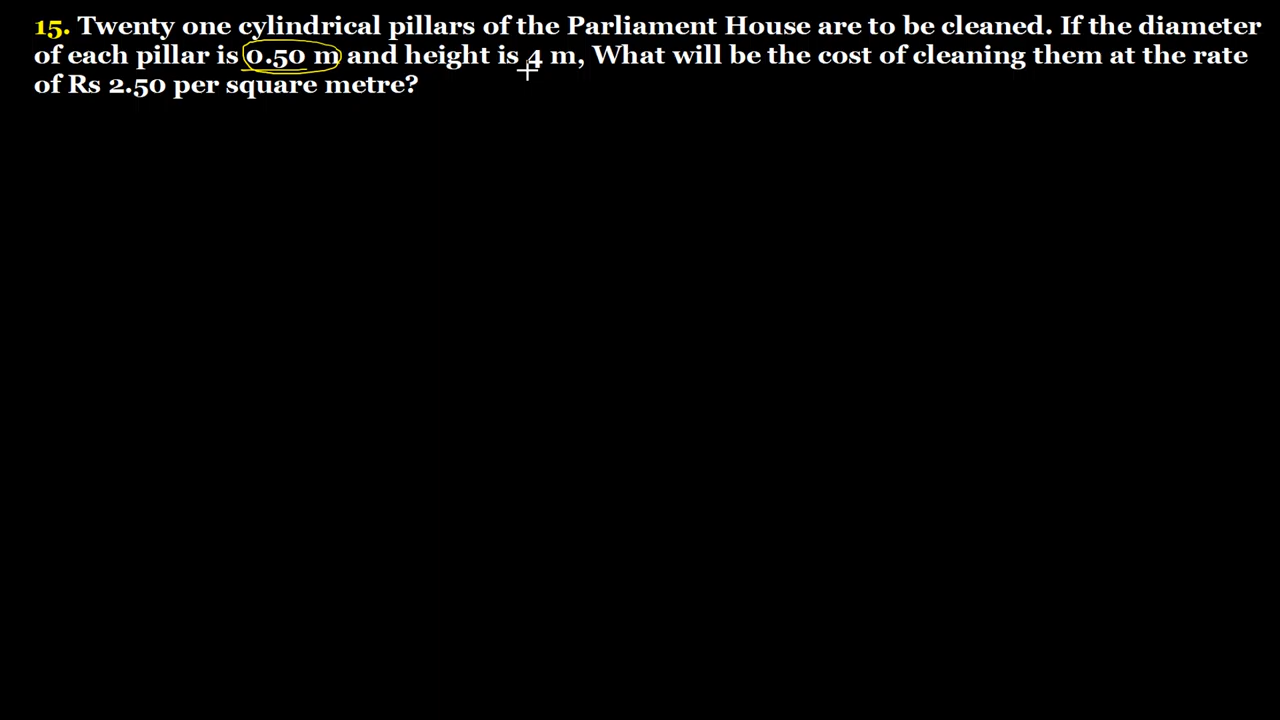 15. Twenty one cylindrical pillars of the Parliament House are to be cleaned. If the diameter
of each pillar is 0.50 m and height is 4 m, What will be the cost of cleaning them at the rate
of Rs 2.50 per square metre?